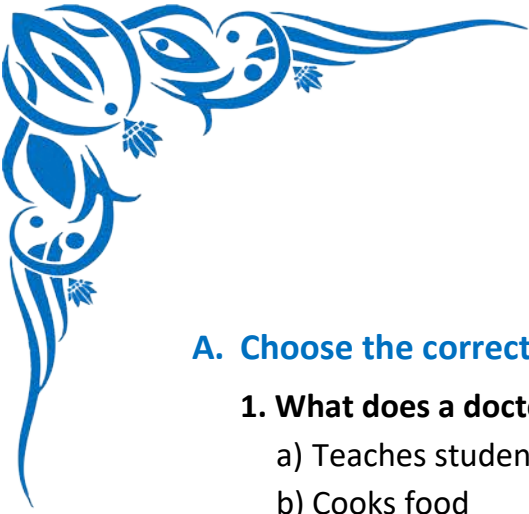 A. Choose the correct
1. What does a
a) Teaches
b) Cooks food